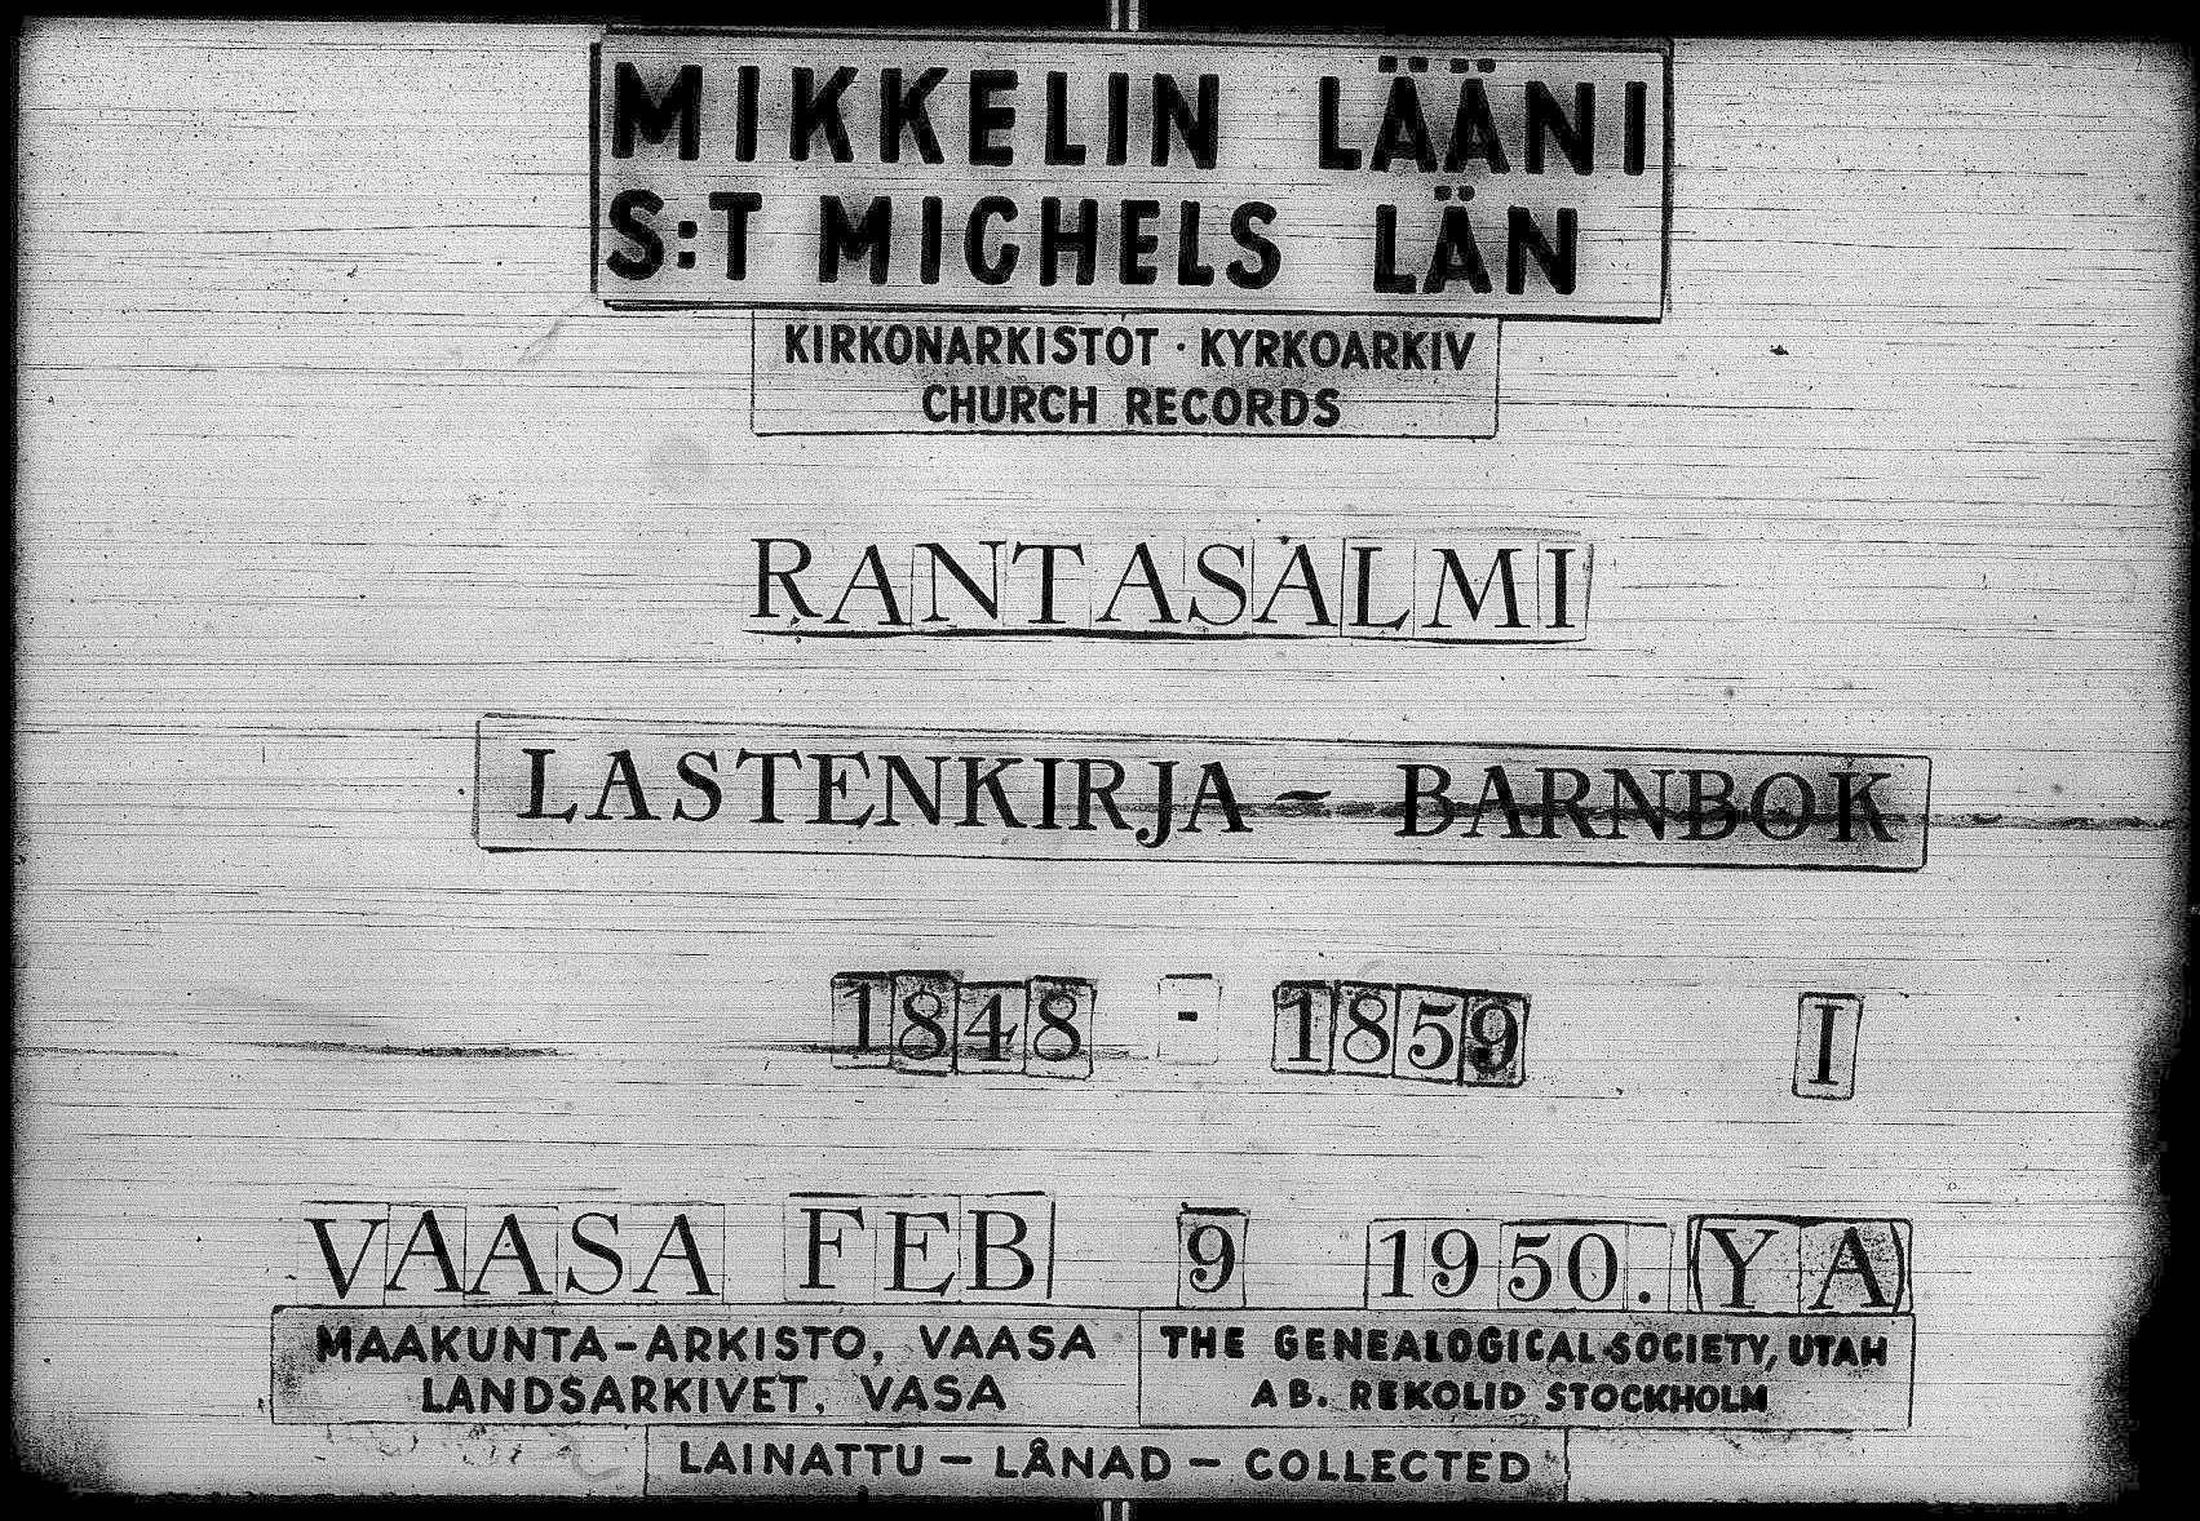 MIKKELIN LÄÄNI
S:T MICHELS LÄN
KIRKONARKISTOT · KYRKOARKIV
CHURCH RECORDS
RANTASALMI
LASTENKIRJA - BARNBOK
1848 - 1859 I
VAASA FEB 9 1950. (YA)
MAAKUNTA-ARKISTO, VAASA
LANDSARKIVET, VASA
THE GENEALOGICAL SOCIETY, UTAH
AB. REKOLID STOCKHOLM
LAINATTU - LÅNAD - COLLECTED